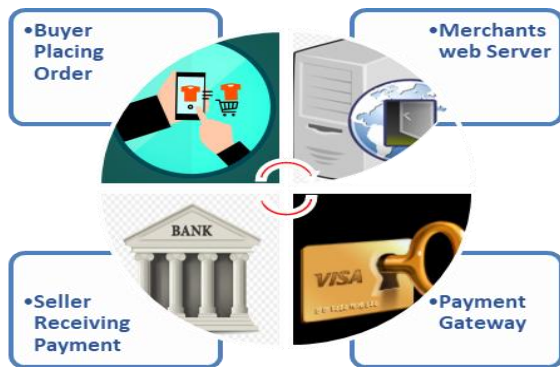 •Buyer
Placing
Order
•Merchants
web Server
BANK
VISA
•Seller
Receiving
Payment
•Payment
Gateway